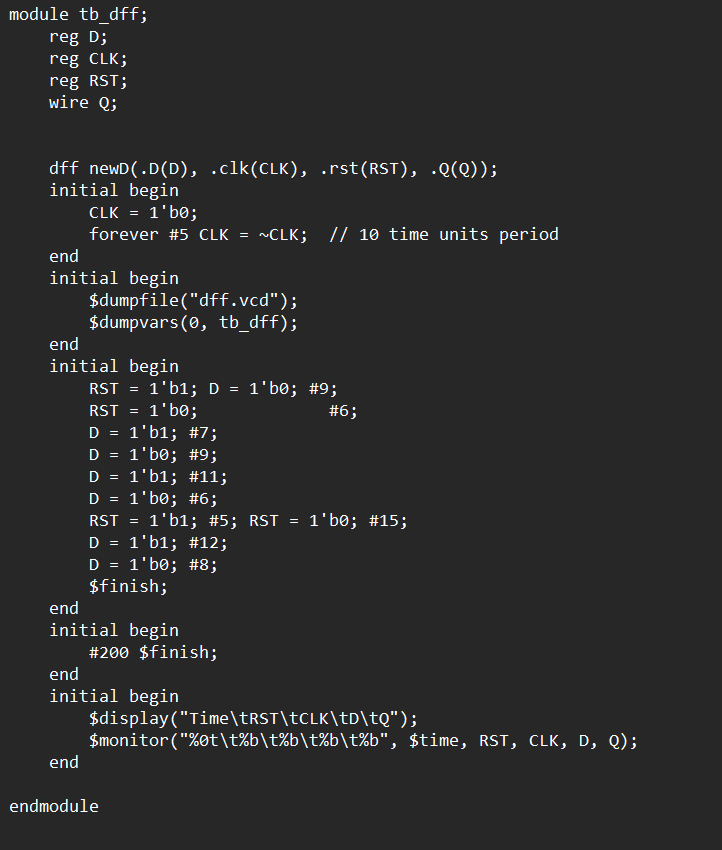 module tb_dff;
    reg D;
    reg CLK;
    reg RST;
    wire Q;


    dff newD(.D(D), .clk(CLK), .rst(RST), .Q(Q));
    initial begin
        CLK = 1'b0;
        forever #5 CLK = ~CLK;  // 10 time units period
    end
    initial begin
        $dumpfile("dff.vcd");
        $dumpvars(0, tb_dff);
    end
    initial begin
        RST = 1'b1; D = 1'b0; #9;
        RST = 1'b0;             #6;
        D = 1'b1; #7;
        D = 1'b0; #9;
        D = 1'b1; #11;
        D = 1'b0; #6;
        RST = 1'b1; #5; RST = 1'b0; #15;
        D = 1'b1; #12;
        D = 1'b0; #8;
        $finish;
    end
    initial begin
        #200 $finish;
    end
    initial begin
        $display("Time\tRST\tCLK\tD\tQ");
        $monitor("%0t\t%b\t%b\t%b\t%b", $time, RST, CLK, D, Q);
    end

endmodule